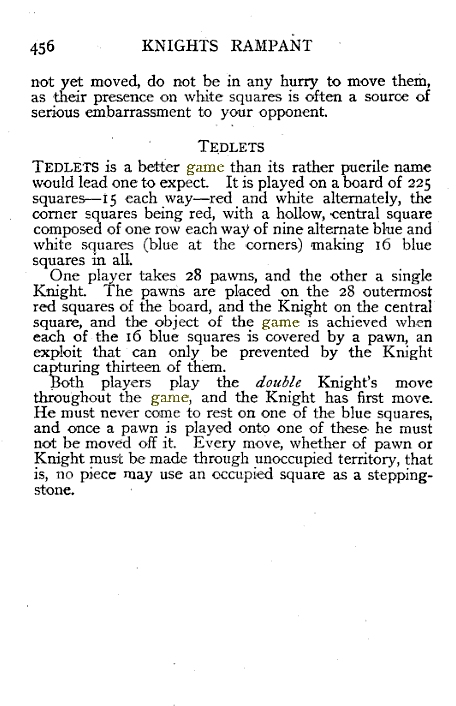 456 KNIGHTS RAMPANT
not yet moved, do not be in any hurry to move them,
as their presence on white squares is often a source of
serious embarrassment to your opponent.
TEDLETS
TEDLETS is a better game than its rather puerile name
would lead one to expect. It is played on a board of 225
squares—15 each way—red and white alternately, the
corner squares being red, with a hollow, central square
composed of one row each way of nine alternate blue and
white squares (blue at the corners) making 16 blue
squares in all.
One player takes 28 pawns, and the other a single
Knight. The pawns are placed on the 28 outermost
red squares of the board, and the Knight on the central
square, and the object of the game is achieved when
each of the 16 blue squares is covered by a pawn, an
exploit that can only be prevented by the Knight
capturing thirteen of them.
Both players play the double Knight's move
throughout the game, and the Knight has first move.
He must never come to rest on one of the blue squares,
and once a pawn is played onto one of these he must
not be moved off it. Every move, whether of pawn or
Knight must be made through unoccupied territory, that
is, no piece may use an occupied square as a stepping-
stone.